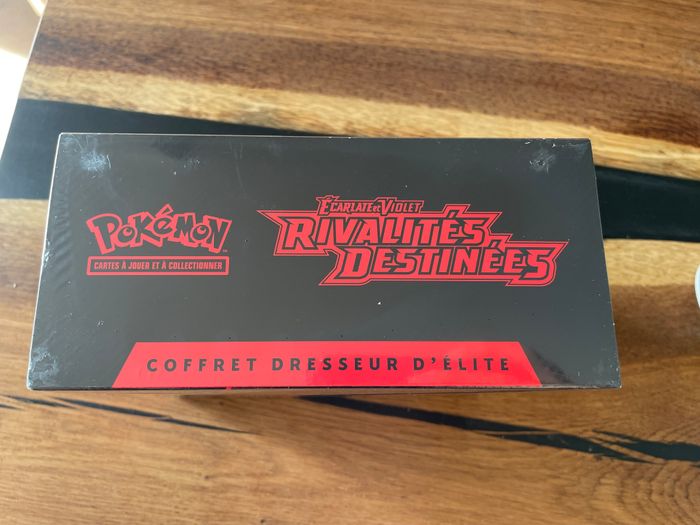 POKÉMON
CARTES À JOUER ET À COLLECTIONNER
ÉCARLATE ET VIOLET
RIVALITÉS
DESTINÉES
COFFRET DRESSEUR D'ÉLITE